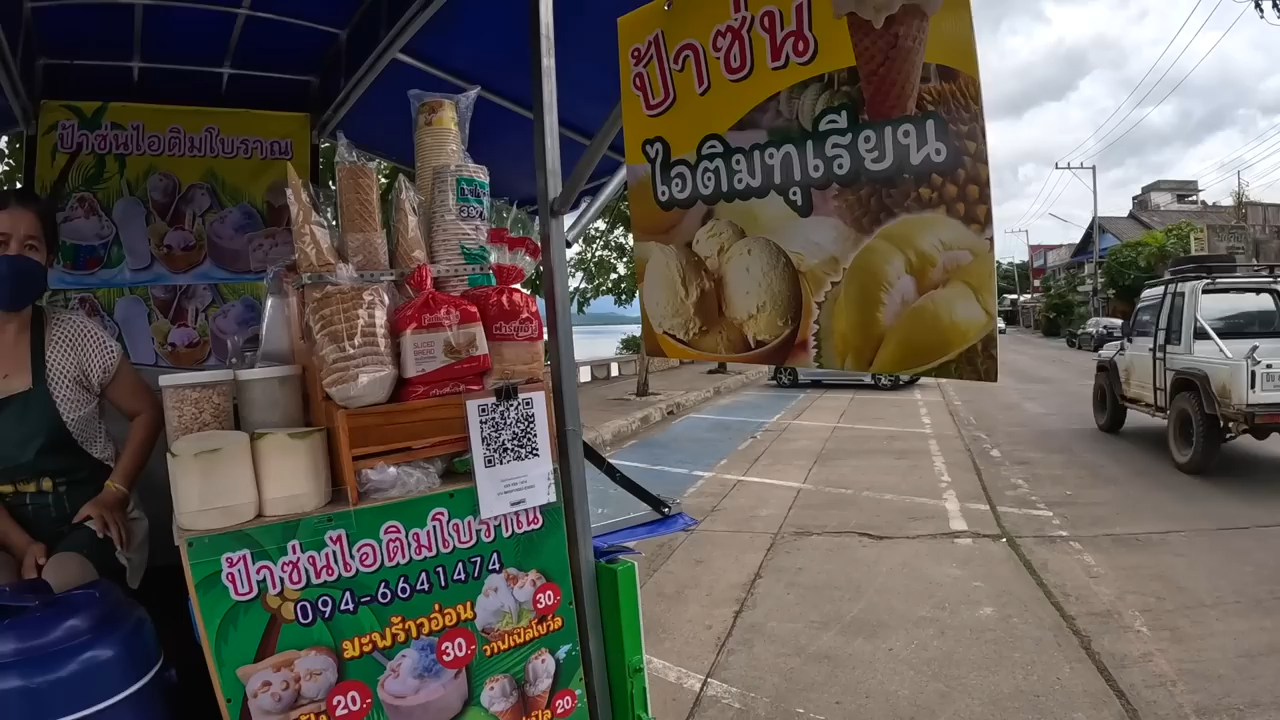 ป้าซ่นไอติมโบราณ
ป้าซ่น
ไอติมทุเรียน
390
Farmhouse
SLICED
BREAD
ฟาร์มเฮ้าส์
ป้าซ่นไอติมโบราณ
094-6641474
มะพร้าวอ่อน
30.-
วาฟเฟิลโบว์ล
30.-
20.-
20.-